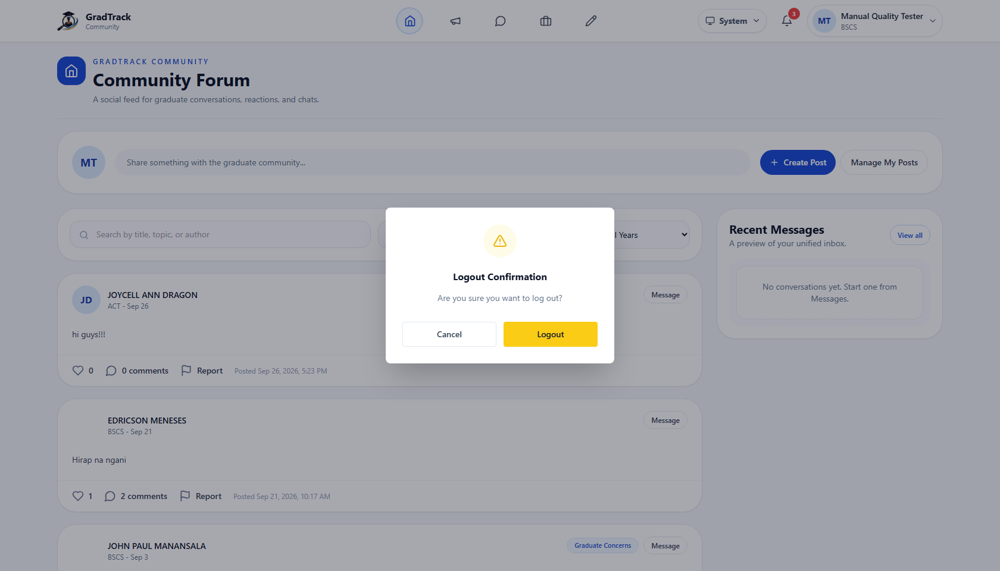 GradTrack
Community
System
3
MT
Manual Quality Tester
BSCS
GRADTRACK COMMUNITY
Community Forum
A social feed for graduate conversations, reactions, and chats.
MT
Share something with the graduate community...
Create Post
Manage My Posts
Search by title, topic, or author
Years
Recent Messages
A preview of your unified inbox.
View all
No conversations yet. Start one from
Messages.
Logout Confirmation
Are you sure you want to log out?
Cancel
Logout
JD
JOYCELL ANN DRAGON
ACT - Sep 26
Message
hi guys!!!
0
0 comments
Report
Posted Sep 26, 2026, 5:23 PM
EDRICSON MENESES
BSCS - Sep 21
Message
Hirap na ngani
1
2 comments
Report
Posted Sep 21, 2026, 10:17 AM
JOHN PAUL MANANSALA
BSCS - Sep 3
Graduate Concerns
Message